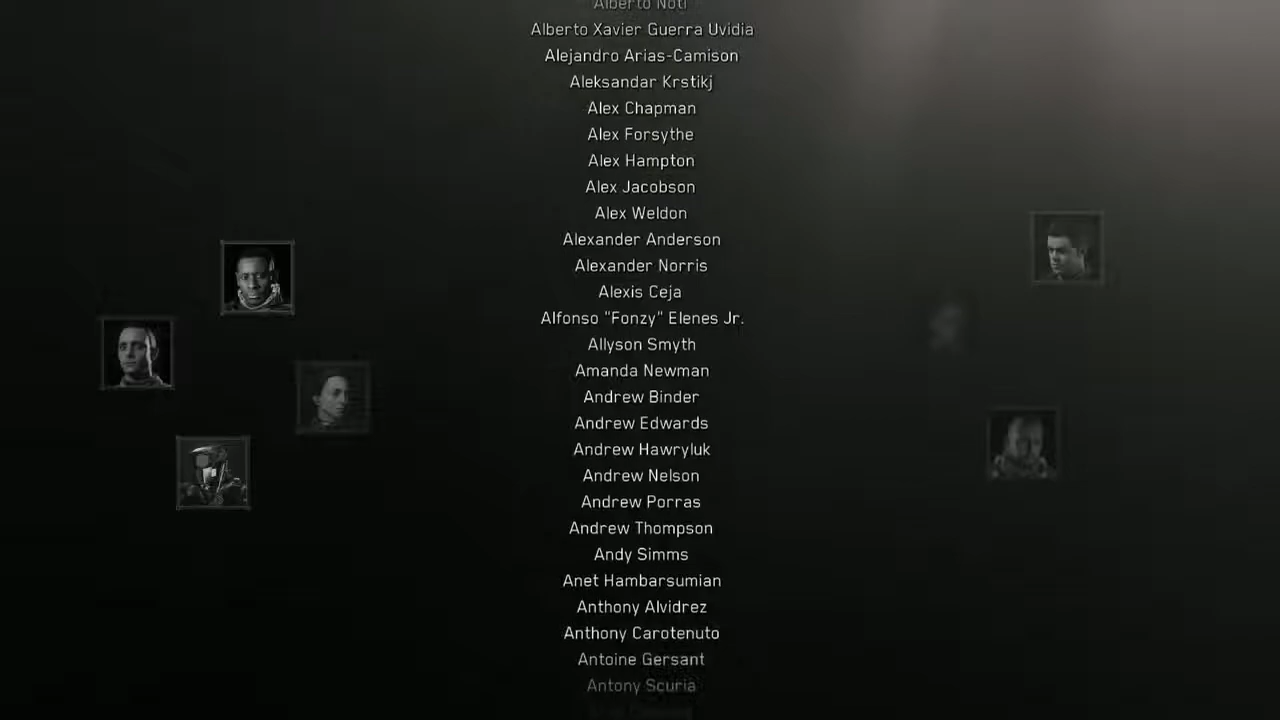 Alberto Noti
Alberto Xavier Guerra Uvidia
Alejandro Arias-Camison
Aleksandar Krstikj
Alex Chapman
Alex Forsythe
Alex Hampton
Alex Jacobson
Alex Weldon
Alexander Anderson
Alexander Norris
Alexis Ceja
Alfonso "Fonzy" Elenes Jr.
Allyson Smyth
Amanda Newman
Andrew Binder
Andrew Edwards
Andrew Hawryluk
Andrew Nelson
Andrew Porras
Andrew Thompson
Andy Simms
Anet Hambarsumian
Anthony Alvidrez
Anthony Carotenuto
Antoine Gersant
Antony Scuria